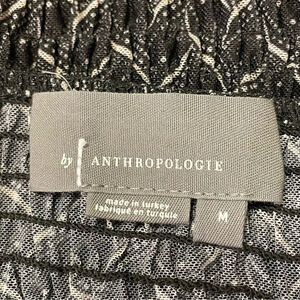 by ANTHROPOLOGIE
made in turkey
fabriqué en turquie
M